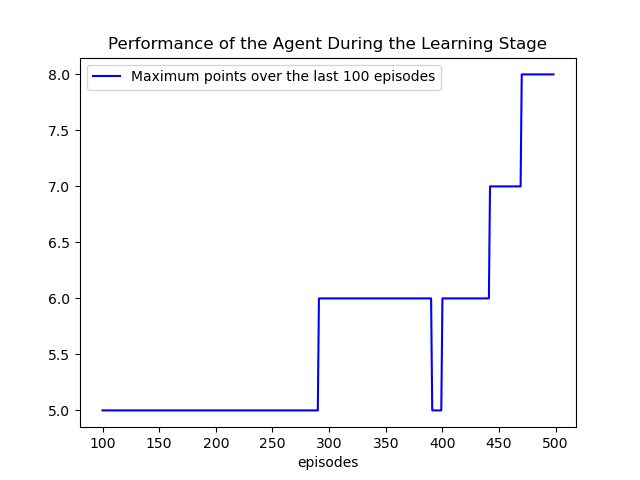 Performance of the Agent During the Learning Stage
Maximum points over the last 100 episodes
8.0
7.5
7.0
6.5
6.0
5.5
5.0
100 150 200 250 300 350 400 450 500
episodes